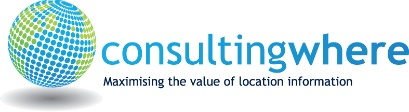 consultingwhere
Maximising the value of location information